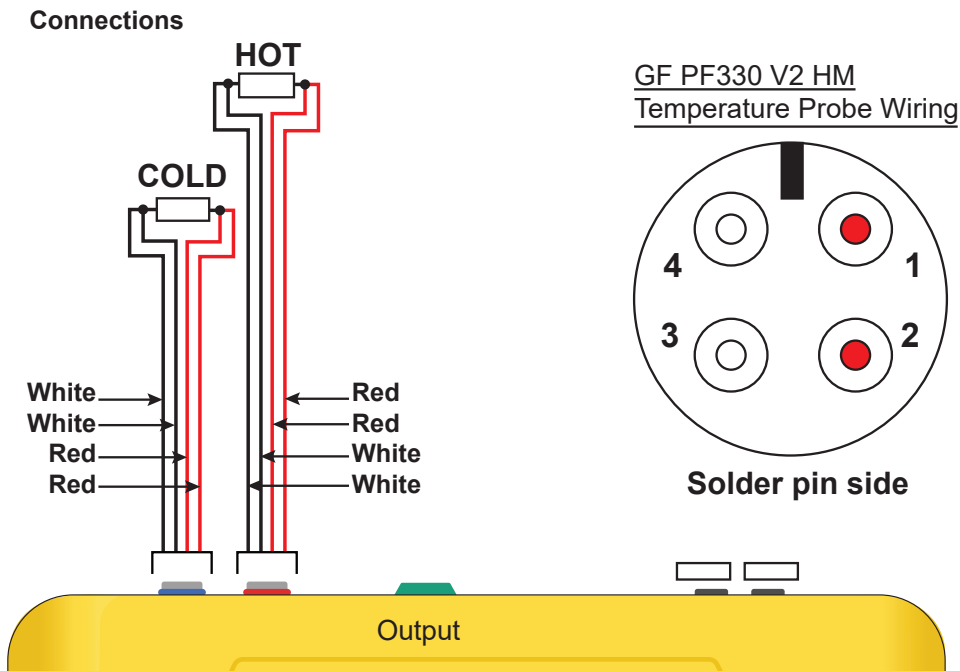 Connections
HOT
COLD
White
White
Red
Red
Red
Red
White
White
GF PF330 V2 HM
Temperature Probe Wiring
4
1
3
2
Solder pin side
Output